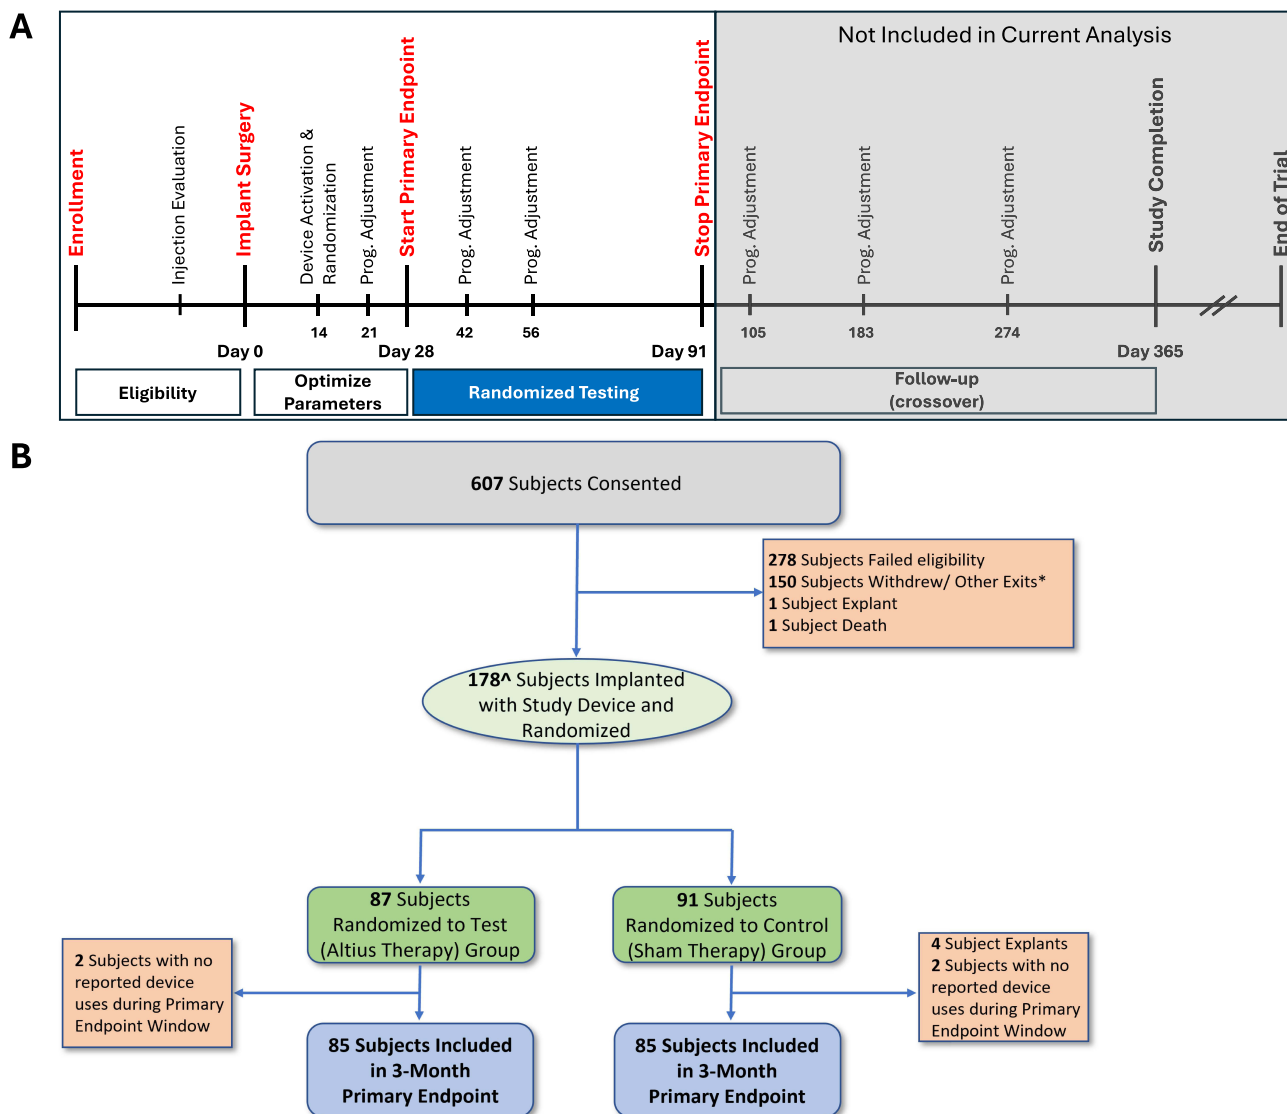 A
Not Included in Current Analysis
Enrollment
Injection Evaluation
Implant Surgery
Device Activation &
Randomization
Prog. Adjustment
Start Primary Endpoint
Prog. Adjustment
Prog. Adjustment
Stop Primary Endpoint
Prog. Adjustment
Prog. Adjustment
Prog. Adjustment
Study Completion
End of Trial
14
21
42
56
105
183
274
Day 0
Day 28
Day 91
Day 365
Eligibility
Optimize
Parameters
Randomized Testing
Follow-up
(crossover)
B
607 Subjects Consented
278 Subjects Failed eligibility
150 Subjects Withdrew/ Other Exits*
1 Subject Explant
1 Subject Death
178^ Subjects Implanted
with Study Device and
Randomized
87 Subjects
Randomized to Test
(Altius Therapy) Group
91 Subjects
Randomized to Control
(Sham Therapy) Group
2 Subjects with no
reported device
uses during Primary
Endpoint Window
4 Subject Explants
2 Subjects with no
reported device
uses during Primary
Endpoint Window
85 Subjects Included
in 3-Month
Primary Endpoint
85 Subjects Included
in 3-Month
Primary Endpoint